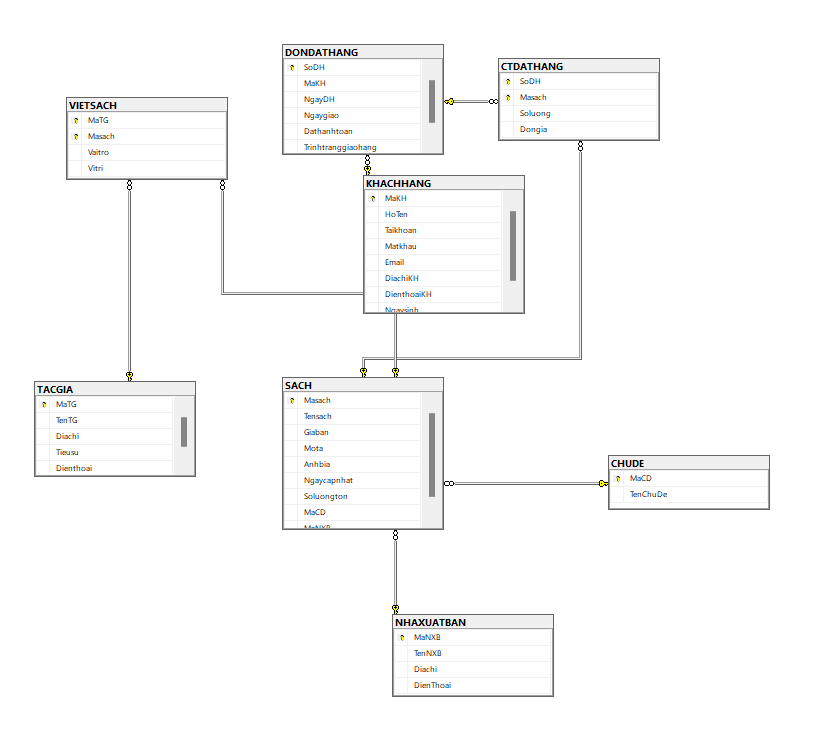 DONDATHANG
SoDH
MaKH
NgayDH
Ngaygiao
Dathanhtoan
Trinhtranggiaohang
CTDATHANG
SoDH
Masach
Soluong
Dongia
VIETSACH
MaTG
Masach
Vaitro
Vitri
KHACHHANG
MaKH
HoTen
Taikhoan
Matkhau
Email
DiachiKH
DienthoaiKH
Ngaysinh
TACGIA
MaTG
TenTG
Diachi
Tieusu
Dienthoai
SACH
Masach
Tensach
Giaban
Mota
Anhbia
Ngaycapnhat
Soluongton
MaCD
MaNXB
CHUDE
MaCD
TenChuDe
NHAXUATBAN
MaNXB
TenNXB
Diachi
DienThoai